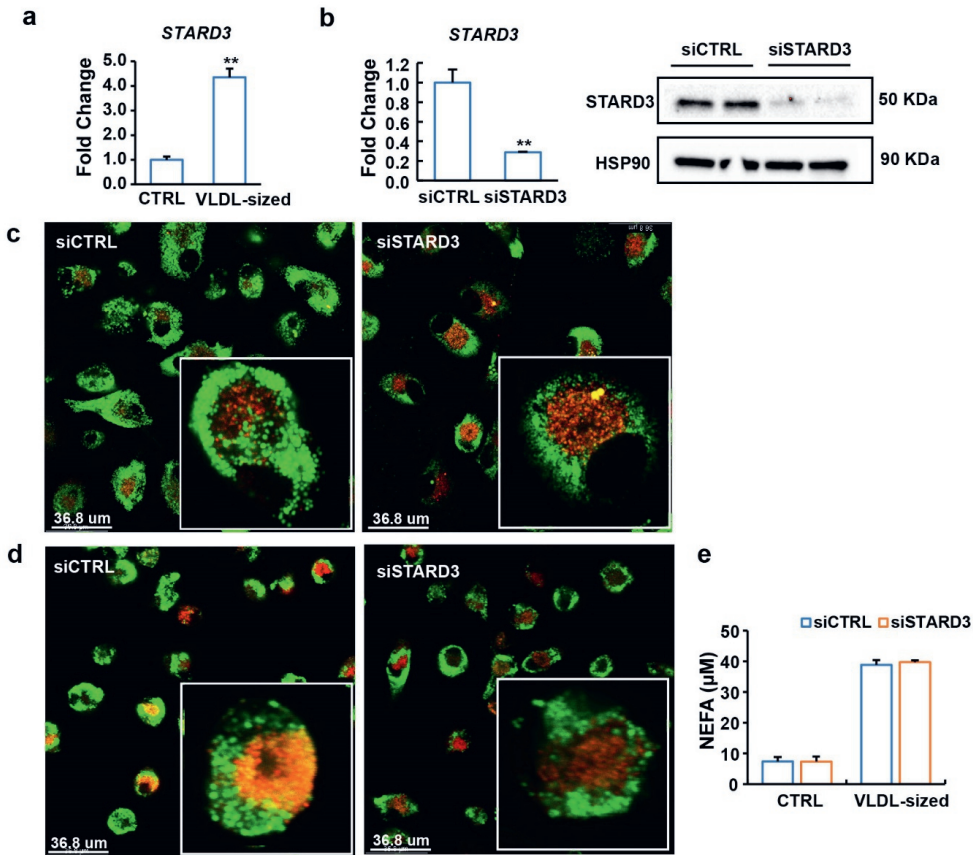 a
STARD3
Fold Change
5.0
4.0
3.0
2.0
1.0
0.0
**
CTRL VLDL-sized
b
STARD3
Fold Change
1.2
1.0
0.8
0.6
0.4
0.2
0.0
**
siCTRL siSTARD3
siCTRL siSTARD3
STARD3
50 KDa
HSP90
90 KDa
c
siCTRL
36.8 um
siSTARD3
36.8 µm
36.8 um
d
siCTRL
36.8 um
siSTARD3
36.8 um
e
siCTRL siSTARD3
NEFA (µM)
50
40
30
20
10
0
CTRL VLDL-sized